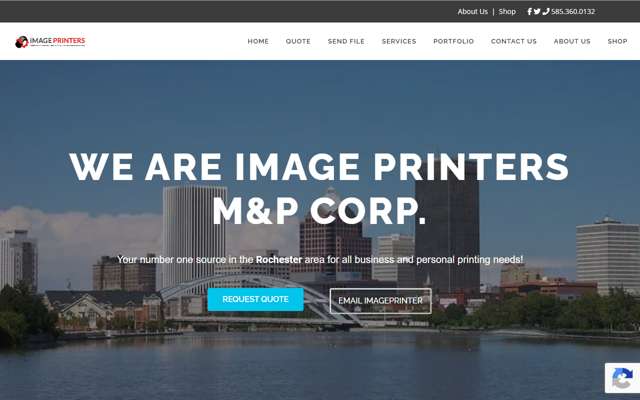 About Us | Shop 585.360.0132
IMAGE PRINTERS
HOME QUOTE SEND FILE SERVICES PORTFOLIO CONTACT US ABOUT US SHOP
WE ARE IMAGE PRINTERS
M&P CORP.
Your number one source in the Rochester area for all business and personal printing needs!
REQUEST QUOTE EMAIL IMAGEPRINTER